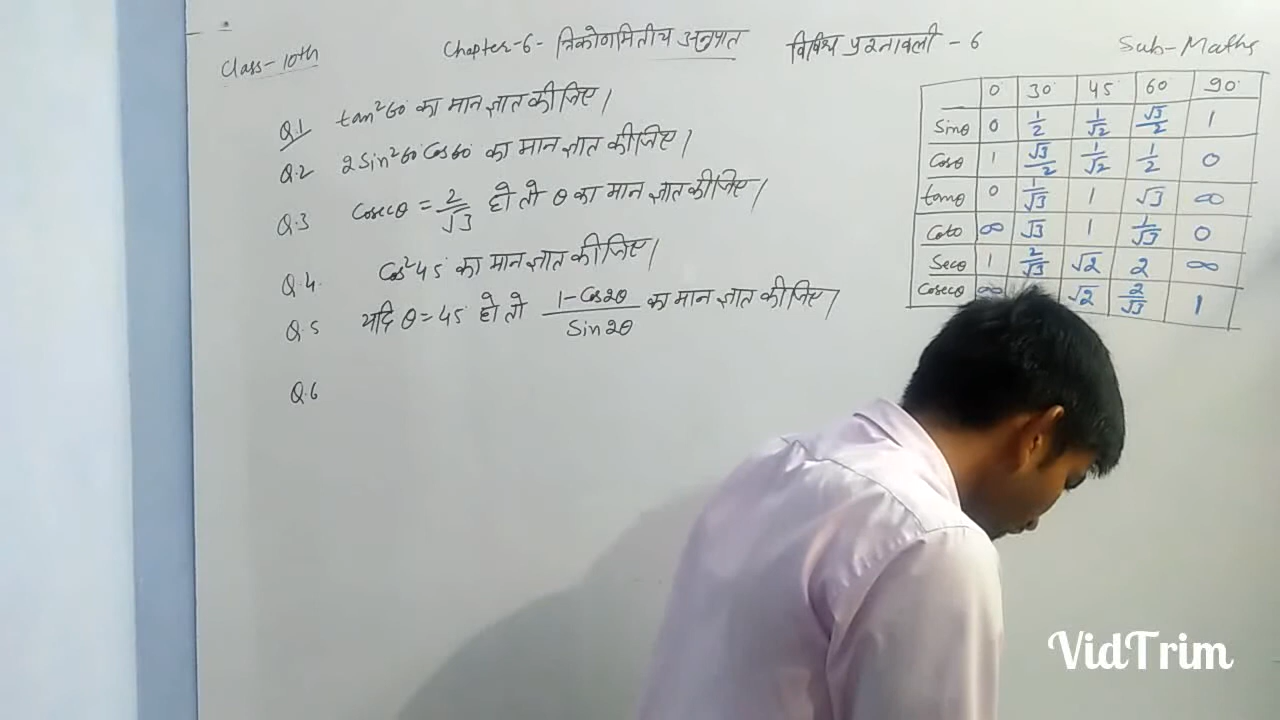 Class-10th
Chapter-6- त्रिकोणमितीय अनुपात
विविध प्रश्नावली - 6
Sub-Maths
Q.1 tan²60° का मान ज्ञात कीजिए।
Q.2 2Sin²60° Cos60° का मान ज्ञात कीजिए।
Q.3 Cosecθ = 2/√3 हो तो θ का मान ज्ञात कीजिए।
Q.4. Cos²45° का मान ज्ञात कीजिए।
Q.5 यदि θ = 45° हो तो 1-Cos2θ/Sin2θ का मान ज्ञात कीजिए।
Q.6
0° 30° 45° 60° 90°
Sinθ 0 1/2 1/√2 √3/2 1
Cosθ 1 √3/2 1/√2 1/2 0
tanθ 0 1/√3 1 √3 ∞
Cotθ ∞ √3 1 1/√3 0
Secθ 1 2/√3 √2 2 ∞
Cosecθ ∞ √2 2/√3 1
VidTrim